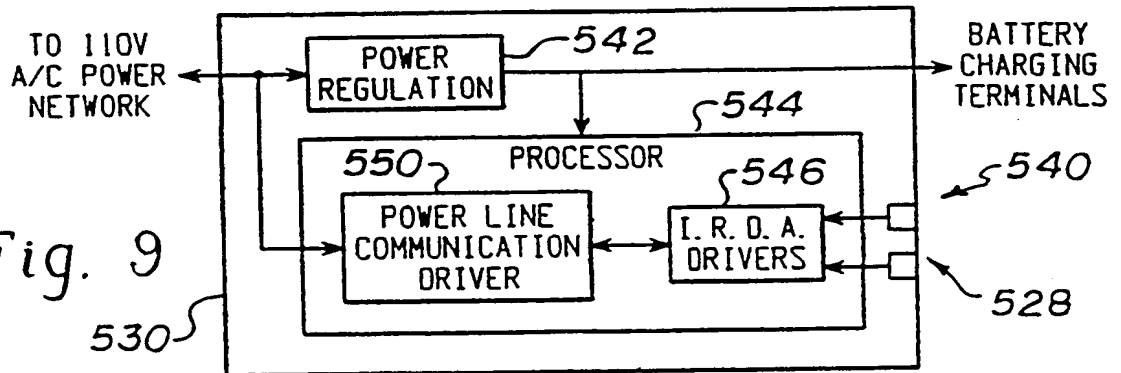 TO 110V
A/C POWER
NETWORK
POWER
REGULATION
542
BATTERY
CHARGING
TERMINALS
544
PROCESSOR
550
POWER LINE
COMMUNICATION
DRIVER
546
I. R. D. A.
DRIVERS
540
528
Fig. 9
530